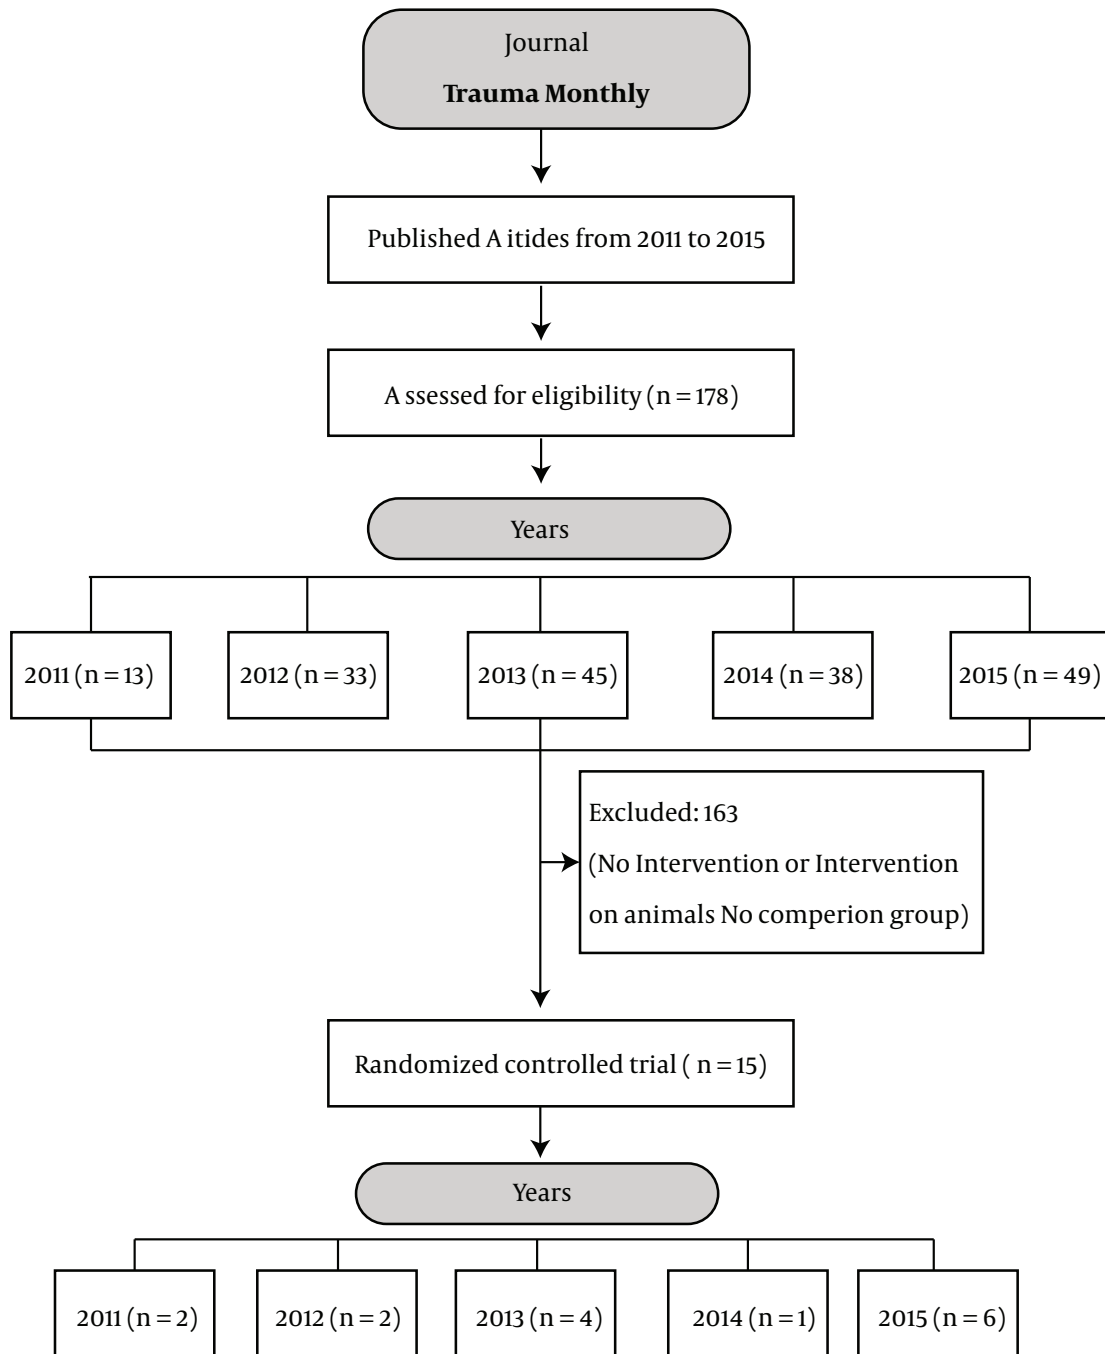 Journal
Trauma Monthly
Published A itides from 2011 to 2015
A ssessed for eligibility (n = 178)
Years
2011 (n = 13)
2012 (n = 33)
2013 (n = 45)
2014 (n = 38)
2015 (n = 49)
Excluded: 163
(No Intervention or Intervention
on animals No comperion group)
Randomized controlled trial ( n = 15)
Years
2011 (n = 2)
2012 (n = 2)
2013 (n = 4)
2014 (n = 1)
2015 (n = 6)